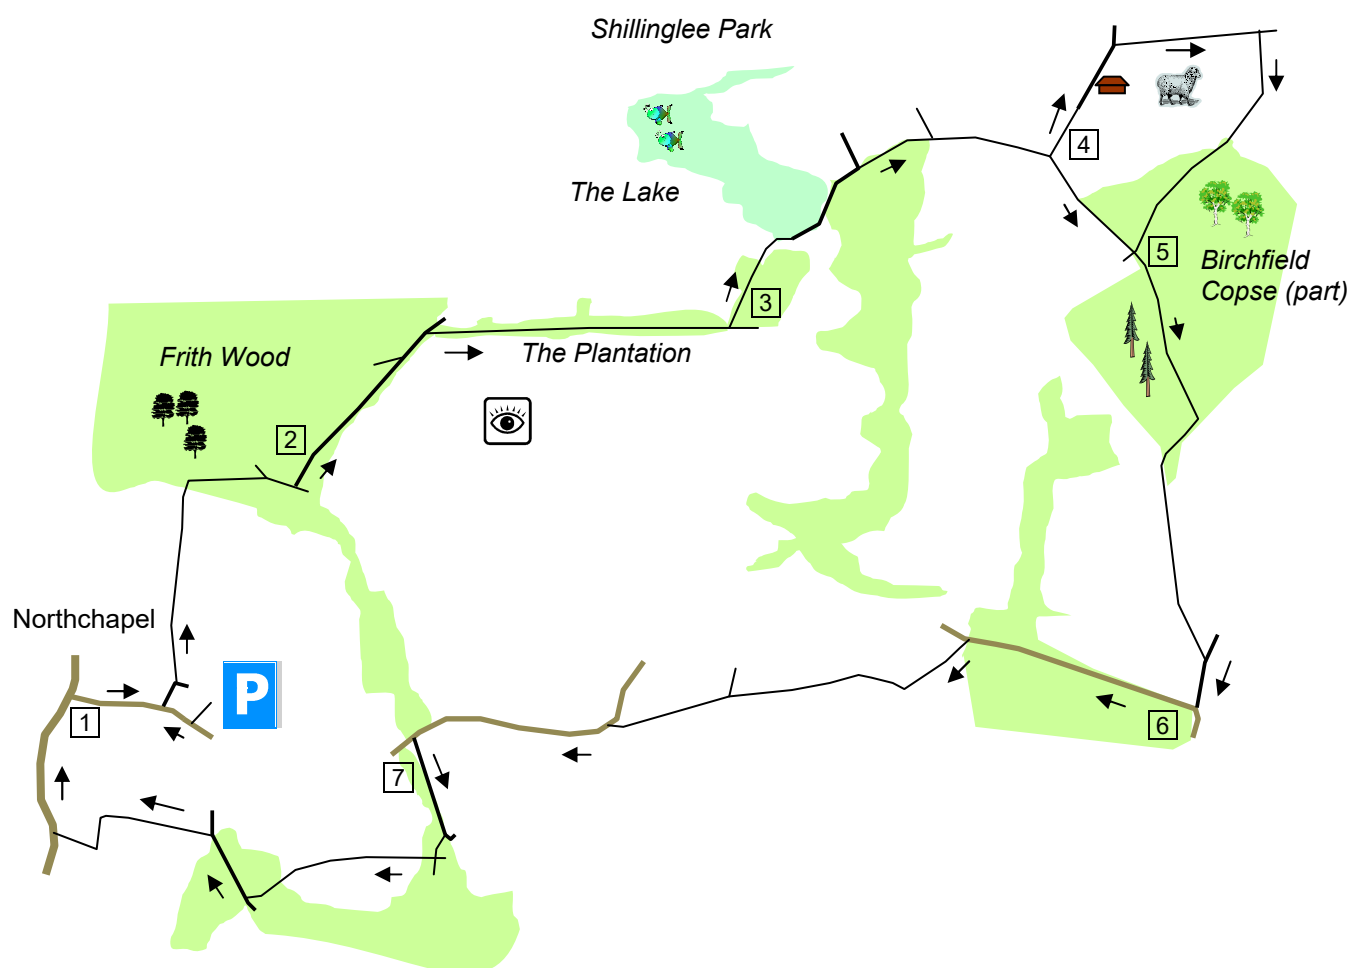 Shillinglee Park
4
The Lake
5
Birchfield
Copse (part)
3
Frith Wood
The Plantation
2
Northchapel
P
1
6
7